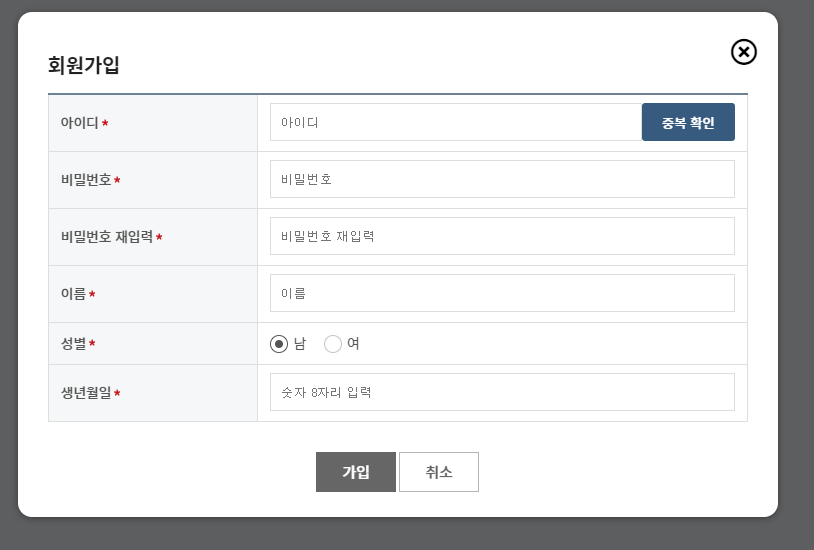 회원가입
아이디 * 아이디 중복 확인
비밀번호 * 비밀번호
비밀번호 재입력 * 비밀번호 재입력
이름 * 이름
성별 * 남 여
생년월일 * 숫자 8자리 입력
가입 취소